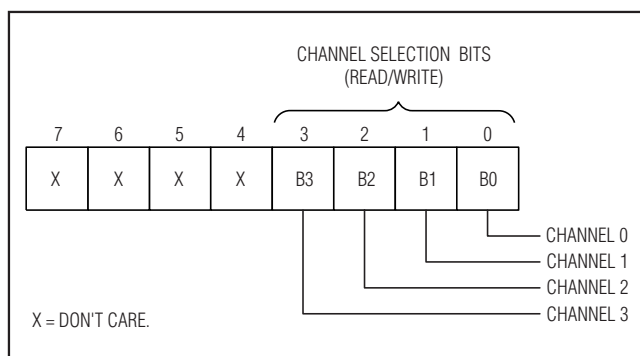 CHANNEL SELECTION BITS
(READ/WRITE)
7 6 5 4 3 2 1 0
X X X X B3 B2 B1 B0
CHANNEL 0
CHANNEL 1
CHANNEL 2
CHANNEL 3
X = DON'T CARE.